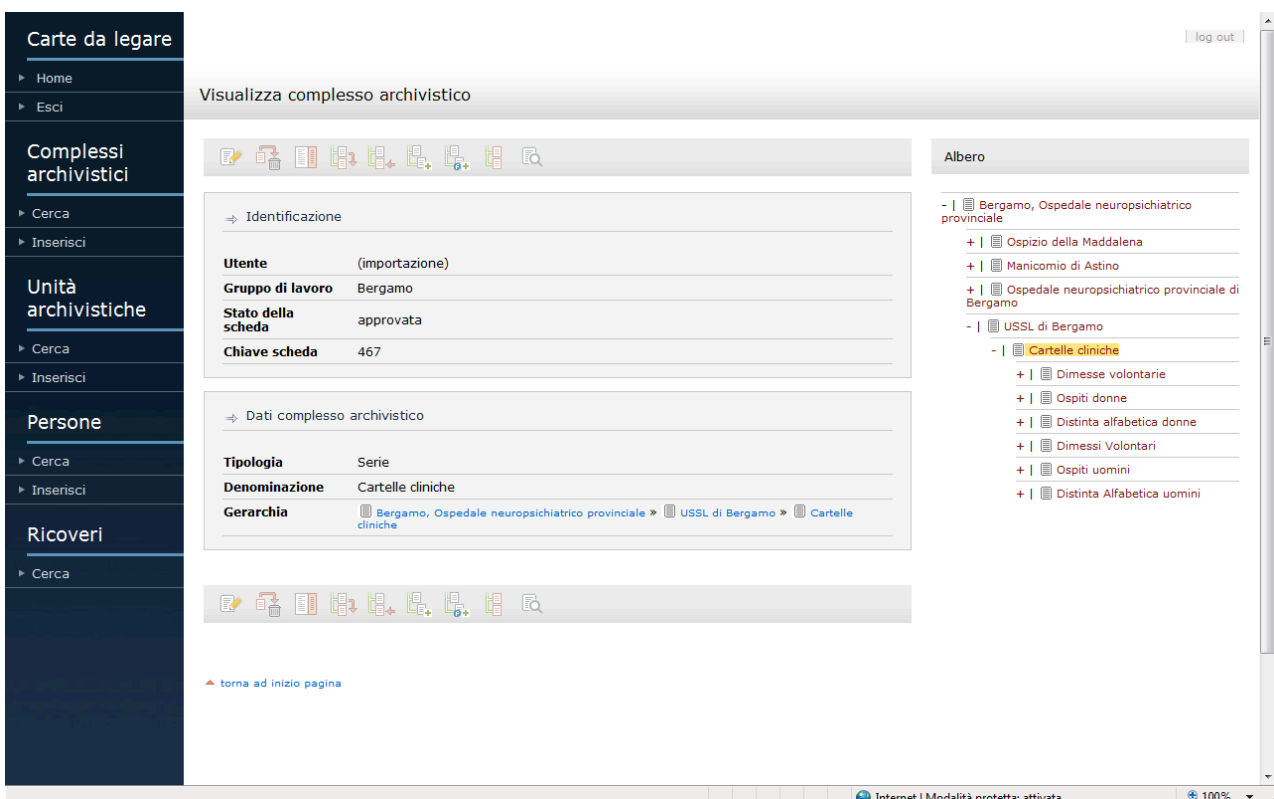 Carte da legare
Home
Esci
Complessi
archivistici
Cerca
Inserisci
Unità
archivistiche
Cerca
Inserisci
Persone
Cerca
Inserisci
Ricoveri
Cerca
| log out |
Visualizza complesso archivistico
Identificazione
Utente (importazione)
Gruppo di lavoro Bergamo
Stato della
scheda approvata
Chiave scheda 467
Dati complesso archivistico
Tipologia Serie
Denominazione Cartelle cliniche
Gerarchia Bergamo, Ospedale neuropsichiatrico provinciale » USSL di Bergamo » Cartelle
cliniche
torna ad inizio pagina
Albero
- | Bergamo, Ospedale neuropsichiatrico
provinciale
+ | Ospizio della Maddalena
+ | Manicomio di Astino
+ | Ospedale neuropsichiatrico provinciale di
Bergamo
- | USSL di Bergamo
- | Cartelle cliniche
+ | Dimesse volontarie
+ | Ospiti donne
+ | Distinta alfabetica donne
+ | Dimessi Volontari
+ | Ospiti uomini
+ | Distinta Alfabetica uomini
Internet | Modalità protetta: attivata
100%